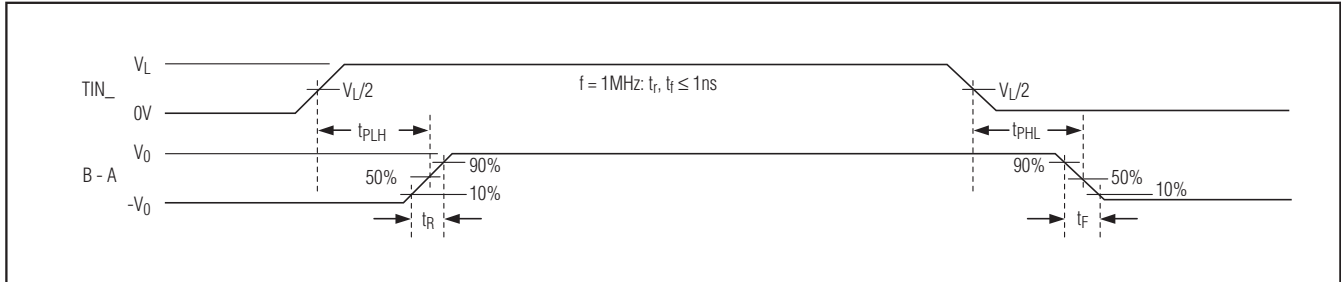 V_L
TIN_
0V
V_L/2
f = 1MHz: t_r, t_f ≤ 1ns
V_L/2
t_PLH
t_PHL
V_0
B - A
-V_0
90%
50%
10%
t_R
90%
50%
10%
t_F